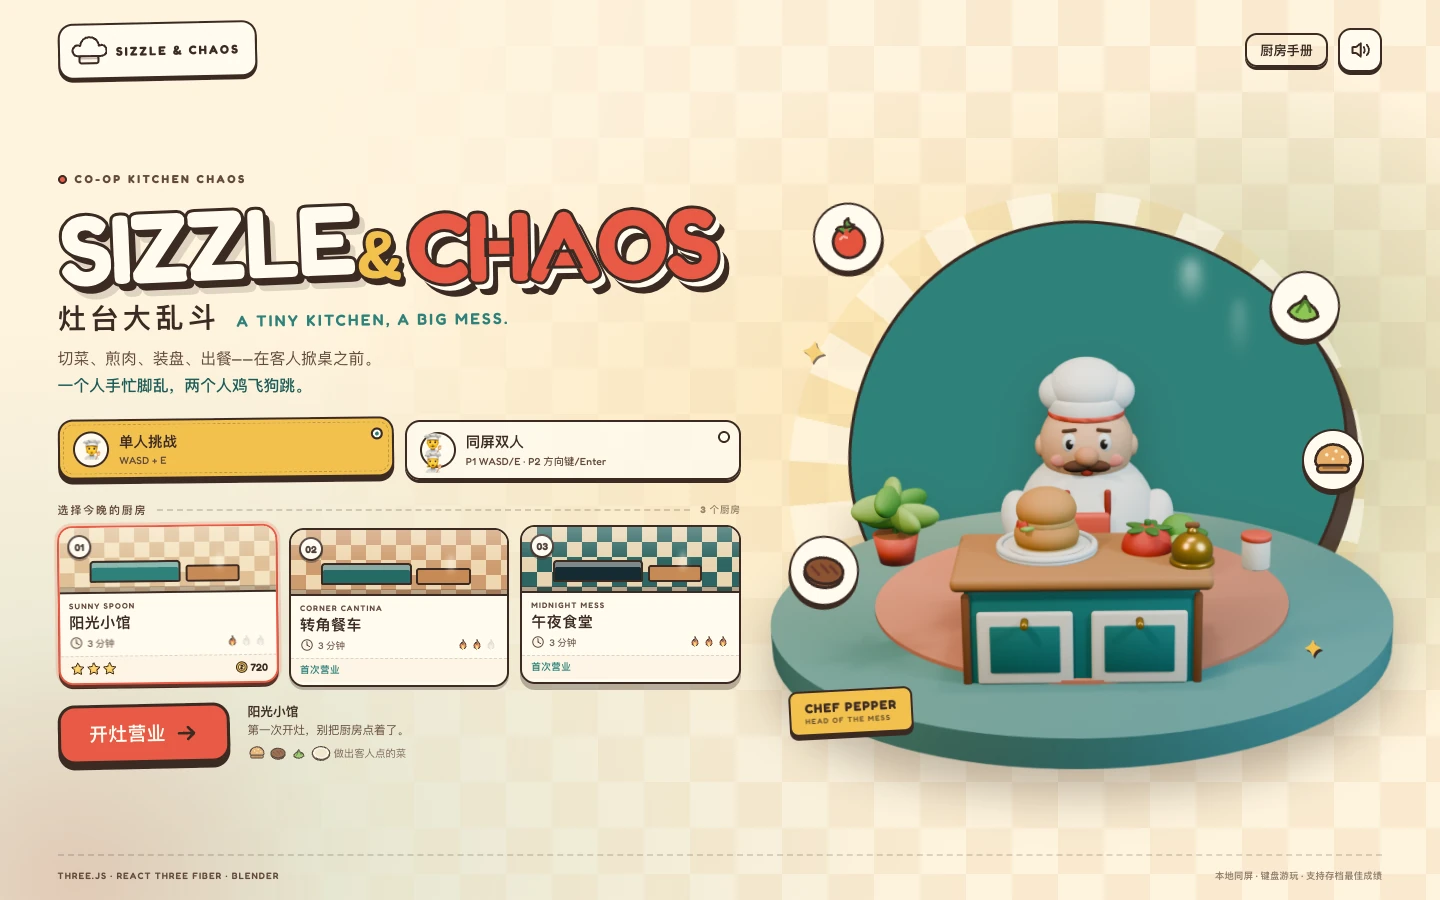 SIZZLE & CHAOS
厨房手册
CO-OP KITCHEN CHAOS
SIZZLE & CHAOS
灶台大乱斗
A TINY KITCHEN, A BIG MESS.
切菜、煎肉、装盘、出餐——在客人掀桌之前。
一个人手忙脚乱，两个人鸡飞狗跳。
单人挑战
WASD + E
同屏双人
P1 WASD/E · P2 方向键/Enter
选择今晚的厨房
3 个厨房
01
SUNNY SPOON
阳光小馆
3 分钟
720
02
CORNER CANTINA
转角餐车
3 分钟
首次营业
03
MIDNIGHT MESS
午夜食堂
3 分钟
首次营业
开灶营业 →
阳光小馆
第一次开灶，别把厨房点着了。
做出客人点的菜
CHEF PEPPER
HEAD OF THE MESS
THREE.JS · REACT THREE FIBER · BLENDER
本地同屏 · 键盘游玩 · 支持存档最佳成绩